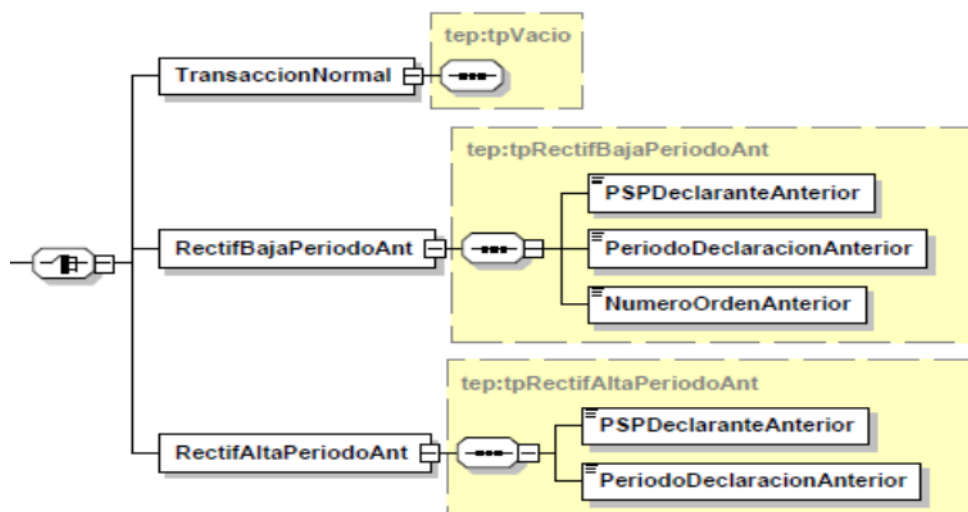 tep:tpVacio
TransaccionNormal
tep:tpRectifBajaPeriodoAnt
PSPDeclaranteAnterior
RectifBajaPeriodoAnt
PeriodoDeclaracionAnterior
NumeroOrdenAnterior
tep:tpRectifAltaPeriodoAnt
PSPDeclaranteAnterior
RectifAltaPeriodoAnt
PeriodoDeclaracionAnterior